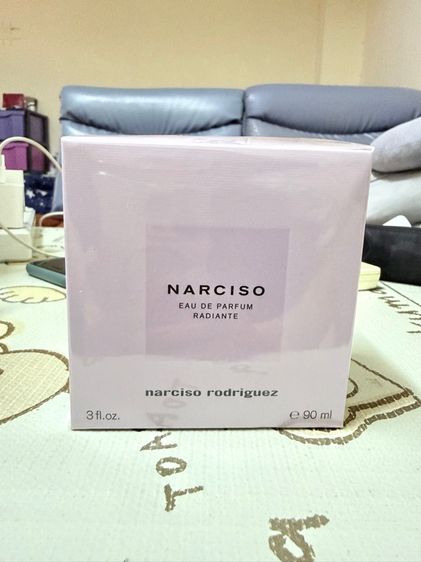 NARCISO
EAU DE PARFUM
RADIANTE
narciso rodriguez
3 fl.oz. ℮ 90 ml